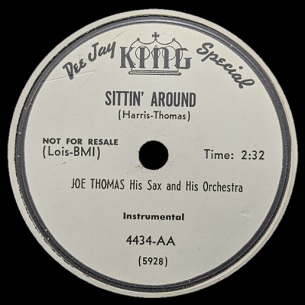 Dee Jay KING Special
SITTIN' AROUND
(Harris-Thomas)
NOT FOR RESALE
(Lois-BMI) Time: 2:32
JOE THOMAS His Sax and His Orchestra
Instrumental
4434-AA
(5928)